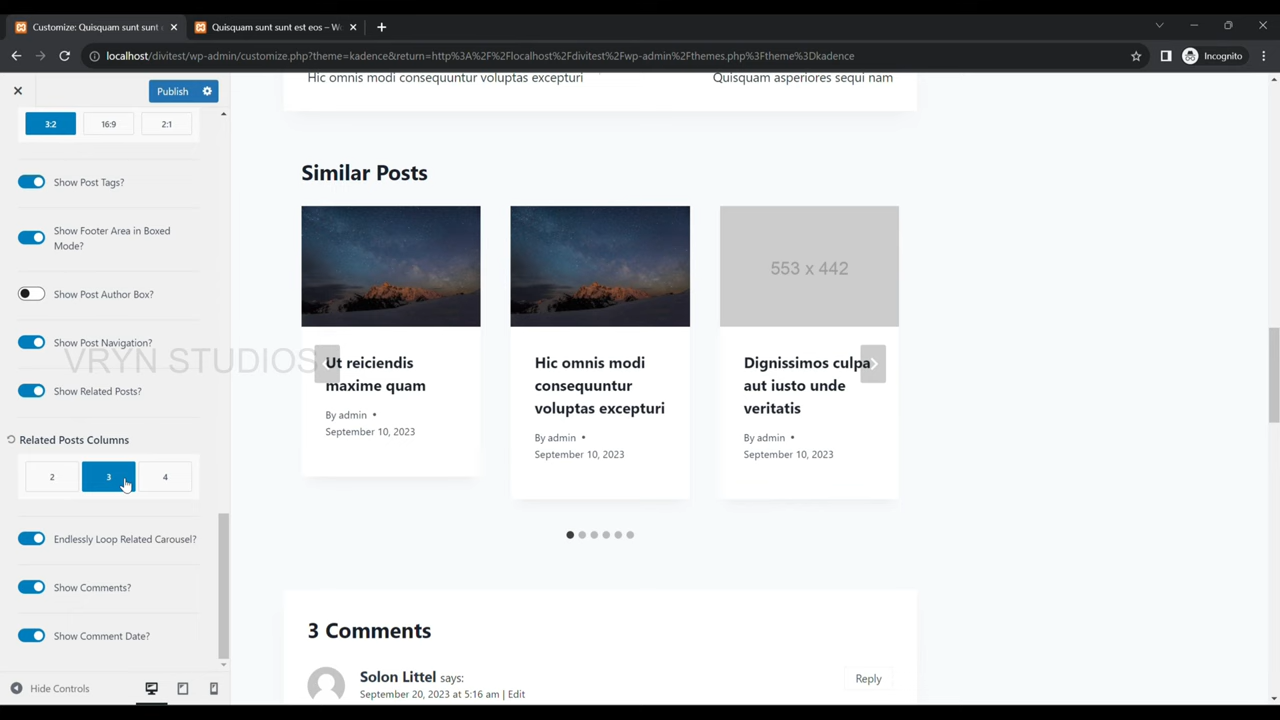 Customize: Quisquam sunt sunt
Quisquam sunt sunt est eos – W
localhost/divitest/wp-admin/customize.php?theme=kadence&return=http%3A%2F%2Flocalhost%2Fdivitest%2Fwp-admin%2Fthemes.php%3Ftheme%3Dkadence
Incognito
Publish
3:2
16:9
2:1
Show Post Tags?
Show Footer Area in Boxed
Mode?
Show Post Author Box?
Show Post Navigation?
VRYN STUDIOS
Show Related Posts?
Related Posts Columns
2
3
4
Endlessly Loop Related Carousel?
Show Comments?
Show Comment Date?
Hide Controls
Hic omnis modi consequuntur voluptas excepturi
Quisquam asperiores sequi nam
Similar Posts
553 x 442
Ut reiciendis
maxime quam
By admin •
September 10, 2023
Hic omnis modi
consequuntur
voluptas excepturi
By admin •
September 10, 2023
Dignissimos culpa
aut iusto unde
veritatis
By admin •
September 10, 2023
3 Comments
Solon Littel says:
September 20, 2023 at 5:16 am | Edit
Reply